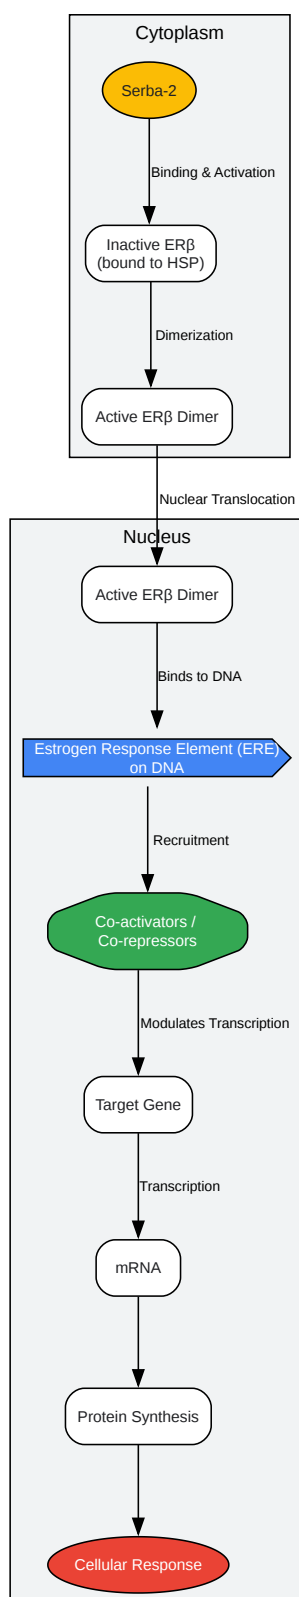 Cytoplasm
Serba-2
Binding & Activation
Inactive ERβ
(bound to HSP)
Dimerization
Active ERβ Dimer
Nuclear Translocation
Nucleus
Active ERβ Dimer
Binds to DNA
Estrogen Response Element (ERE)
on DNA
Recruitment
Co-activators /
Co-repressors
Modulates Transcription
Target Gene
Transcription
mRNA
Protein Synthesis
Cellular Response